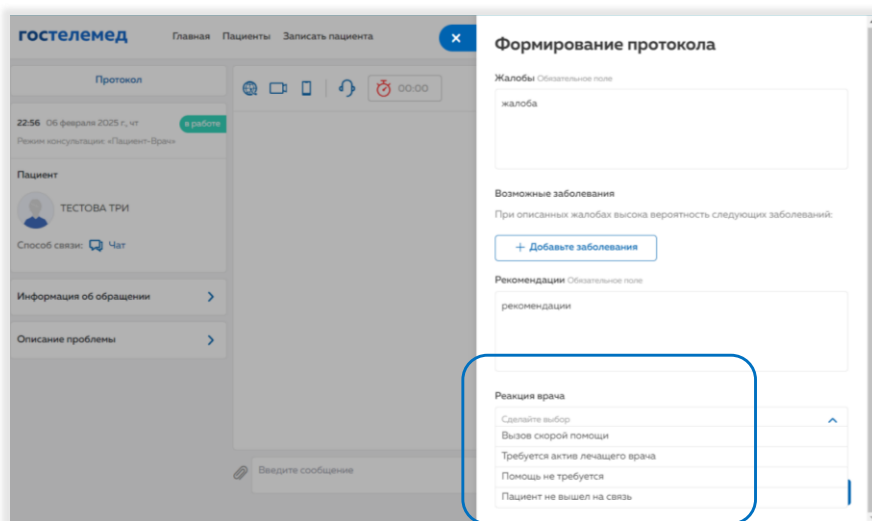 гостелемед
Главная Пациенты Записать пациента
Протокол
22:56 06 февраля 2025 г., чт
в работе
Режим консультации: «Пациент-Врач»
Пациент
ТЕСТОВА ТРИ
Способ связи: Чат
Информация об обращении
Описание проблемы
00:00
Введите сообщение
Формирование протокола
Жалобы Обязательное поле
жалоба
Возможные заболевания
При описанных жалобах высока вероятность следующих заболеваний:
+ Добавьте заболевания
Рекомендации Обязательное поле
рекомендации
Реакция врача
Сделайте выбор
Вызов скорой помощи
Требуется актив лечащего врача
Помощь не требуется
Пациент не вышел на связь